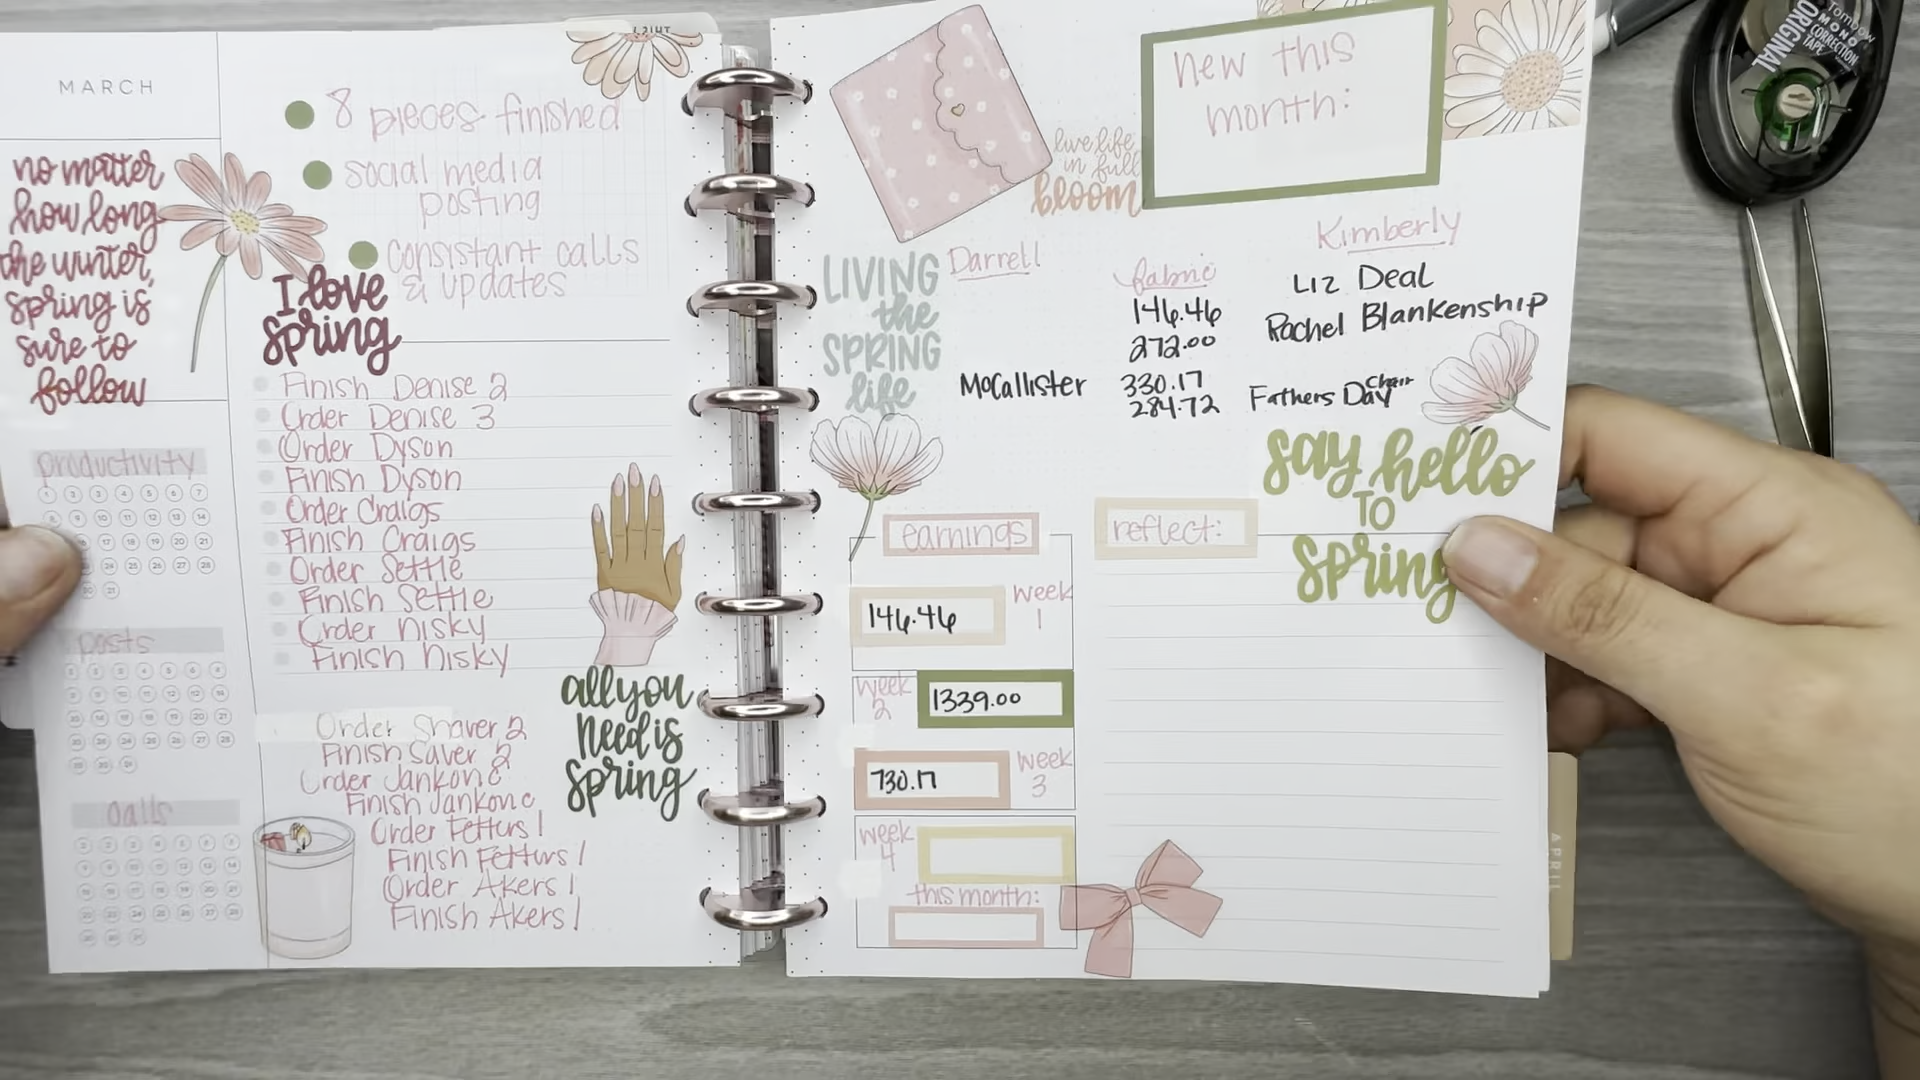 MARCH
no matter
how long
the winter,
spring is
sure to
follow
8 pieces finished
social media
posting
consistant calls
& updates
I love
spring
Finish Denise 2
Order Denise 3
Order Dyson
Finish Dyson
Order Craigs
Finish Craigs
Order Settle
Finish Settle
Order Nisky
Finish Nisky
Order Shaver 2
Finish Saver 2
Finish Fetters 1
Order Akers 1
Finish Akers 1
all you
need is
spring
productivity
posts
calls
live life
in full
bloom
new this
month:
LIVING
the
SPRING
life
Darrell
McCallister
fabric
146.46
272.00
330.17
284.72
Kimberly
Liz Deal
Rachel Blankenship
Fathers Day Chair
say hello
TO
spring
earnings
146.46
week
1
week
2
1339.00
730.17
week
3
week
4
this month:
reflect:
APRIL
Tombow
MONO
CORRECTION
TAPE
ORIGINAL